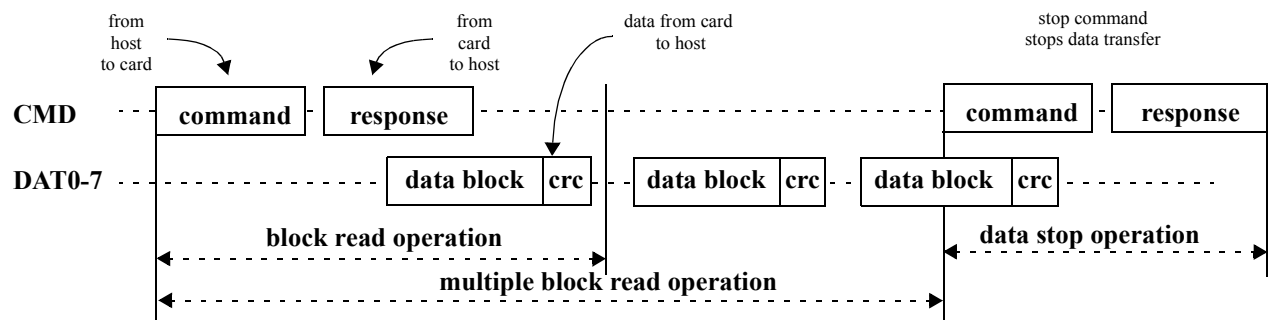 from
host
to card
from
card
to host
data from card
to host
stop command
stops data transfer
CMD
command
response
command
response
DAT0-7
data block
crc
data block
crc
data block
crc
block read operation
data stop operation
multiple block read operation